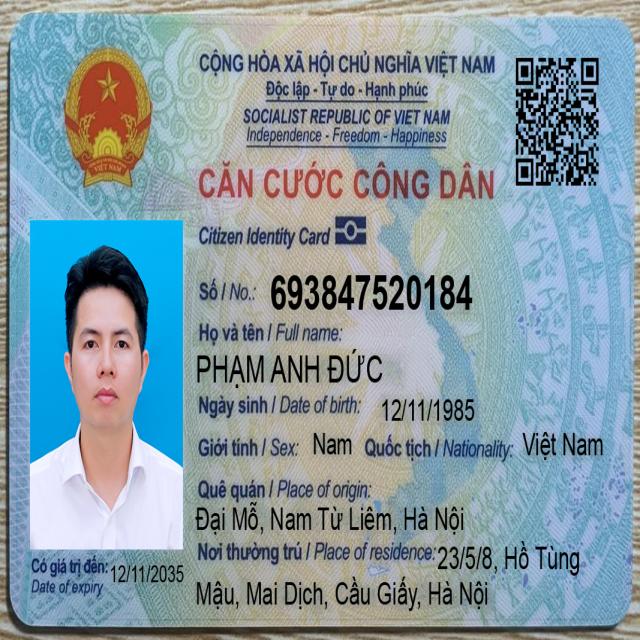 CỘNG HÒA XÃ HỘI CHỦ NGHĨA VIỆT NAM
Độc lập - Tự do - Hạnh phúc
SOCIALIST REPUBLIC OF VIET NAM
Independence - Freedom - Happiness
CĂN CƯỚC CÔNG DÂN
Citizen Identity Card
VIỆT NAM
Số / No.: 693847520184
Họ và tên / Full name:
PHẠM ANH ĐỨC
Ngày sinh / Date of birth: 12/11/1985
Giới tính / Sex: Nam Quốc tịch / Nationality: Việt Nam
Quê quán / Place of origin:
Đại Mỗ, Nam Từ Liêm, Hà Nội
Nơi thường trú / Place of residence: 23/5/8, Hồ Tùng
Mậu, Mai Dịch, Cầu Giấy, Hà Nội
Có giá trị đến: 12/11/2035
Date of expiry